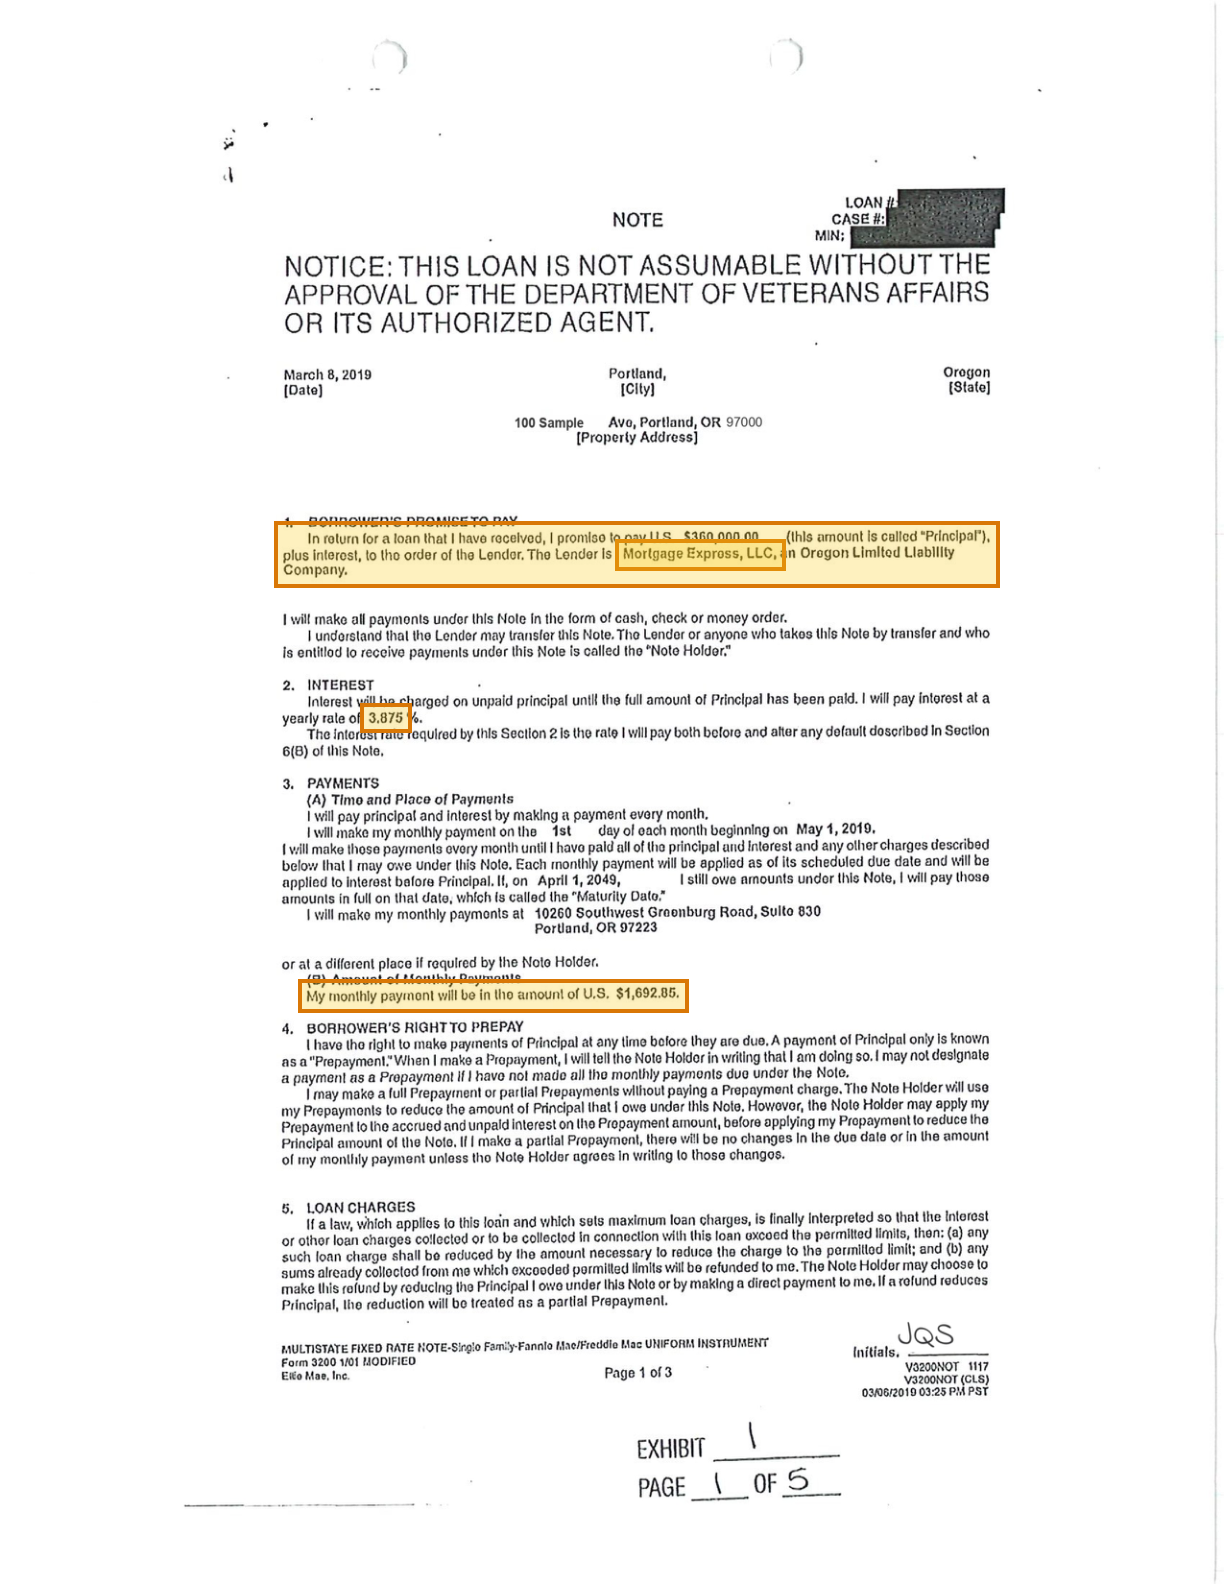 LOAN #:
NOTE
CASE #:
MIN:
NOTICE: THIS LOAN IS NOT ASSUMABLE WITHOUT THE
APPROVAL OF THE DEPARTMENT OF VETERANS AFFAIRS
OR ITS AUTHORIZED AGENT.
March 8, 2019 Portland, Orogon
[Date] [City] [State]
100 Sample Ave, Portland, OR 97000
[Property Address]
1. BORROWER'S PROMISE TO PAY
In return for a loan that I have received, I promise to pay U.S. $360,000.00 (this amount is called "Principal"),
plus interest, to the order of the Lender. The Lender is Mortgage Express, LLC, an Oregon Limited Liability
Company.
I will make all payments under this Note in the form of cash, check or money order.
I understand that the Lender may transfer this Note. The Lender or anyone who takes this Note by transfer and who
is entitled to receive payments under this Note is called the "Note Holder."
2. INTEREST
Interest will be charged on unpaid principal until the full amount of Principal has been paid. I will pay interest at a
yearly rate of 3.875 %.
The interest rate required by this Section 2 is the rate I will pay both before and after any default described in Section
6(B) of this Note.
3. PAYMENTS
(A) Time and Place of Payments
I will pay principal and interest by making a payment every month.
I will make my monthly payment on the 1st day of each month beginning on May 1, 2019.
I will make these payments every month until I have paid all of the principal and interest and any other charges described
below that I may owe under this Note. Each monthly payment will be applied as of its scheduled due date and will be
applied to interest before Principal. If, on April 1, 2049, I still owe amounts under this Note, I will pay those
amounts in full on that date, which is called the "Maturity Date."
I will make my monthly payments at 10260 Southwest Greenburg Road, Suite 830
Portland, OR 97223
or at a different place if required by the Note Holder.
(B) Amount of Monthly Payments
My monthly payment will be in the amount of U.S. $1,692.85.
4. BORROWER'S RIGHT TO PREPAY
I have the right to make payments of Principal at any time before they are due. A payment of Principal only is known
as a "Prepayment." When I make a Prepayment, I will tell the Note Holder in writing that I am doing so. I may not designate
a payment as a Prepayment if I have not made all the monthly payments due under the Note.
I may make a full Prepayment or partial Prepayments without paying a Prepayment charge. The Note Holder will use
my Prepayments to reduce the amount of Principal that I owe under this Note. However, the Note Holder may apply my
Prepayment to the accrued and unpaid interest on the Prepayment amount, before applying my Prepayment to reduce the
Principal amount of the Note. If I make a partial Prepayment, there will be no changes in the due date or in the amount
of my monthly payment unless the Note Holder agrees in writing to those changes.
5. LOAN CHARGES
If a law, which applies to this loan and which sets maximum loan charges, is finally interpreted so that the interest
or other loan charges collected or to be collected in connection with this loan exceed the permitted limits, then: (a) any
such loan charge shall be reduced by the amount necessary to reduce the charge to the permitted limit; and (b) any
sums already collected from me which exceeded permitted limits will be refunded to me. The Note Holder may choose to
make this refund by reducing the Principal I owe under this Note or by making a direct payment to me. If a refund reduces
Principal, the reduction will be treated as a partial Prepayment.
MULTISTATE FIXED RATE NOTE-Single Family-Fannie Mae/Freddie Mac UNIFORM INSTRUMENT
Form 3200 1/01 MODIFIED
Ellie Mae, Inc.
Page 1 of 3
Initials. JQS
V3200NOT 1117
V3200NOT (CLS)
03/06/2019 03:25 PM PST
EXHIBIT 1
PAGE 1 OF 5